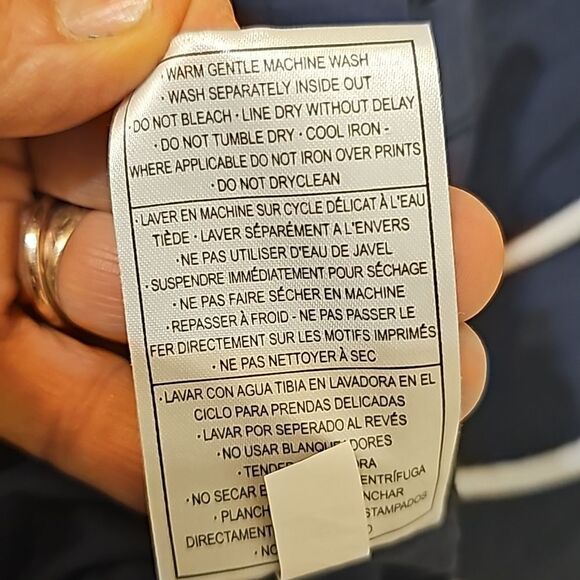 · WARM GENTLE MACHINE WASH
· WASH SEPARATELY INSIDE OUT
· DO NOT BLEACH · LINE DRY WITHOUT DELAY
· DO NOT TUMBLE DRY · COOL IRON -
WHERE APPLICABLE DO NOT IRON OVER PRINTS
· DO NOT DRYCLEAN
· LAVER EN MACHINE SUR CYCLE DÉLICAT À L'EAU
TIÈDE · LAVER SÉPARÉMENT A L'ENVERS
· NE PAS UTILISER D'EAU DE JAVEL
· SUSPENDRE IMMÉDIATEMENT POUR SÉCHAGE
· NE PAS FAIRE SÉCHER EN MACHINE
· REPASSER À FROID - NE PAS PASSER LE
FER DIRECTEMENT SUR LES MOTIFS IMPRIMÉS
· NE PAS NETTOYER À SEC
· LAVAR CON AGUA TIBIA EN LAVADORA EN EL
CICLO PARA PRENDAS DELICADAS
· LAVAR POR SEPERADO AL REVÉS
· NO USAR
· NO SECAR
DIRECTAMENT